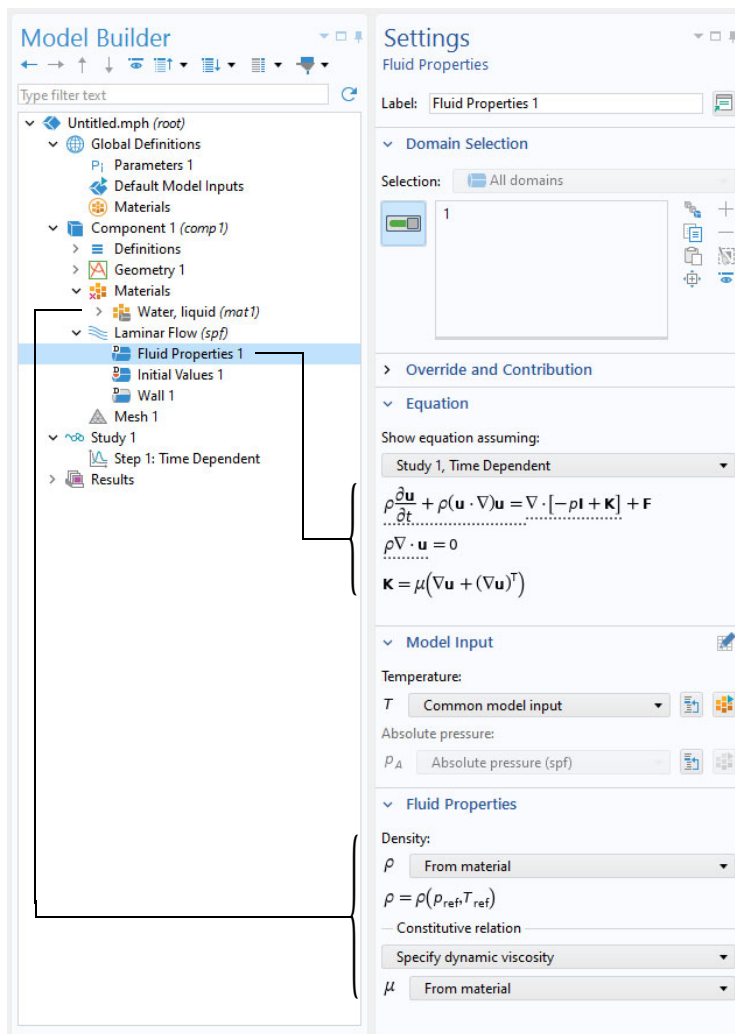 Model Builder
Type filter text
Untitled.mph (root)
Global Definitions
Pi Parameters 1
Default Model Inputs
Materials
Component 1 (comp1)
Definitions
Geometry 1
Materials
Water, liquid (mat1)
Laminar Flow (spf)
Fluid Properties 1
Initial Values 1
Wall 1
Mesh 1
Study 1
Step 1: Time Dependent
Results
Settings
Fluid Properties
Label: Fluid Properties 1
Domain Selection
Selection: All domains
1
Override and Contribution
Equation
Show equation assuming:
Study 1, Time Dependent
ρ ∂u/∂t + ρ(u · ∇)u = ∇ · [−pI + K] + F
ρ∇ · u = 0
K = μ(∇u + (∇u)ᵀ)
Model Input
Temperature:
T Common model input
Absolute pressure:
p_A Absolute pressure (spf)
Fluid Properties
Density:
ρ From material
ρ = ρ(p_ref, T_ref)
Constitutive relation
Specify dynamic viscosity
μ From material